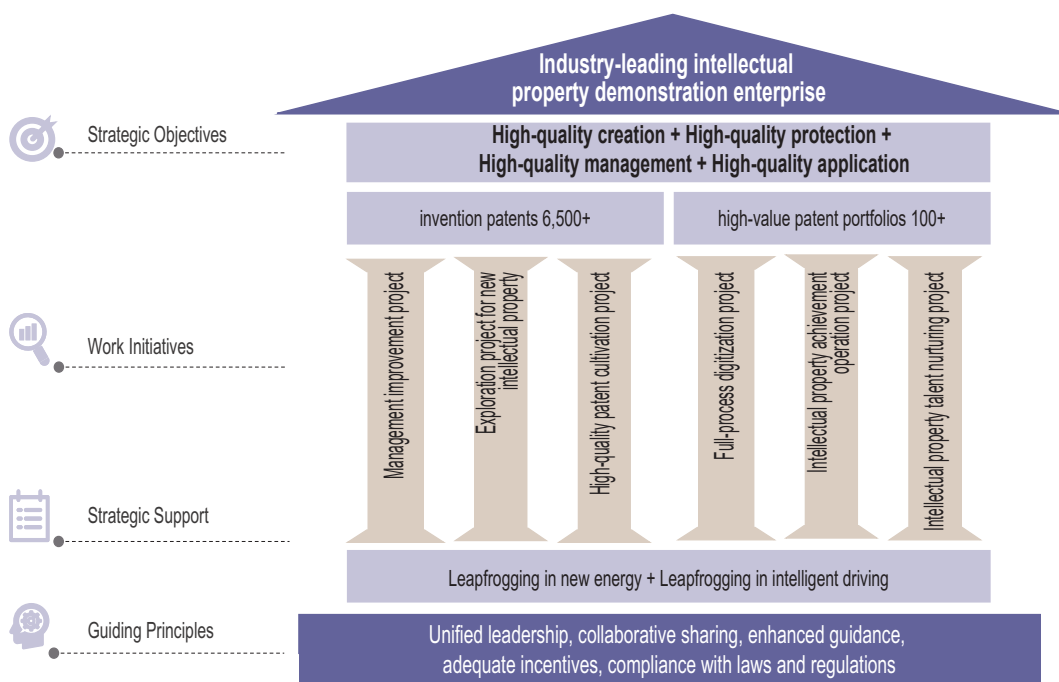 Industry-leading intellectual
property demonstration enterprise
Strategic Objectives
High-quality creation + High-quality protection +
High-quality management + High-quality application
invention patents 6,500+
high-value patent portfolios 100+
Work Initiatives
Management improvement project
Exploration project for new
intellectual property
High-quality patent cultivation project
Full-process digitization project
Intellectual property achievement
operation project
Intellectual property talent nurturing project
Strategic Support
Leapfrogging in new energy + Leapfrogging in intelligent driving
Guiding Principles
Unified leadership, collaborative sharing, enhanced guidance,
adequate incentives, compliance with laws and regulations